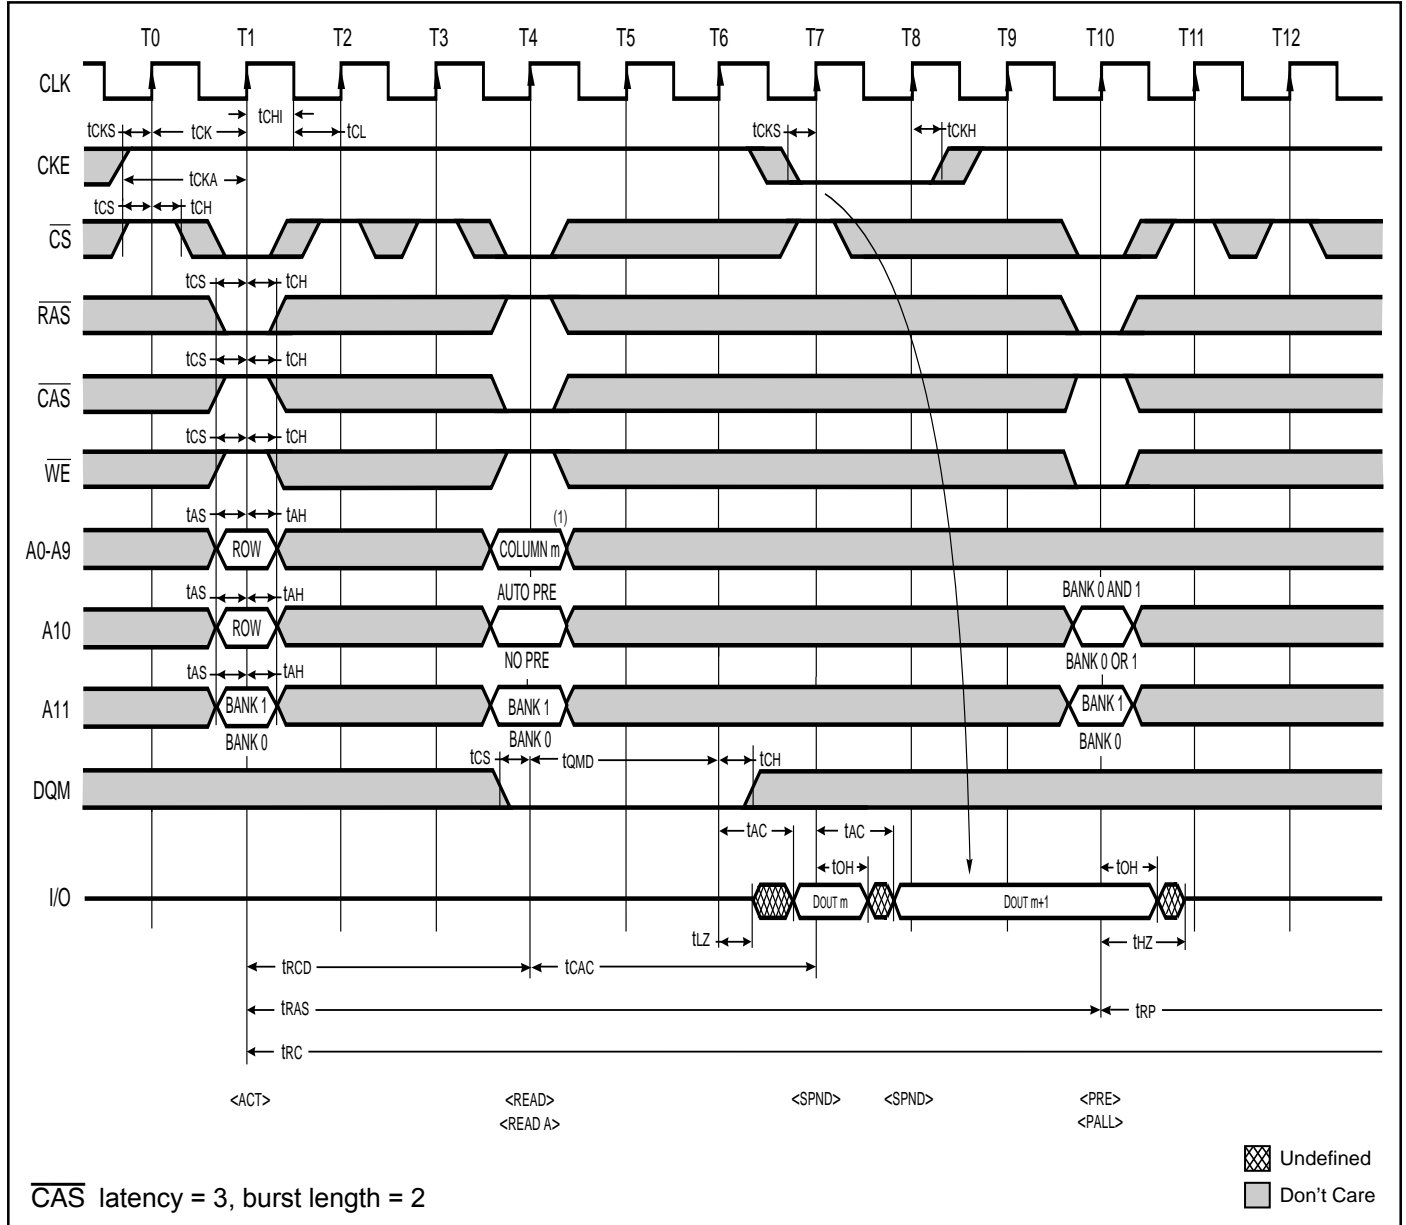 T0 T1 T2 T3 T4 T5 T6 T7 T8 T9 T10 T11 T12
CLK
tCHI
tCKS tCK tCL tCKS tCKH
CKE
tCKA
tCS tCH
CS
tCS tCH
RAS
tCS tCH
CAS
tCS tCH
WE
tAS tAH (1)
A0-A9 ROW COLUMN m
tAS tAH AUTO PRE BANK 0 AND 1
A10 ROW
tAS tAH NO PRE BANK 0 OR 1
A11 BANK 1 BANK 1 BANK 1
BANK 0 BANK 0 BANK 0
tCS tQMD tCH
DQM
tAC tAC
tOH tOH
I/O DOUT m DOUT m+1
tLZ tHZ
tRCD tCAC
tRAS tRP
tRC
<ACT> <READ> <SPND> <SPND> <PRE>
<READ A> <PALL>
Undefined
CAS latency = 3, burst length = 2 Don't Care